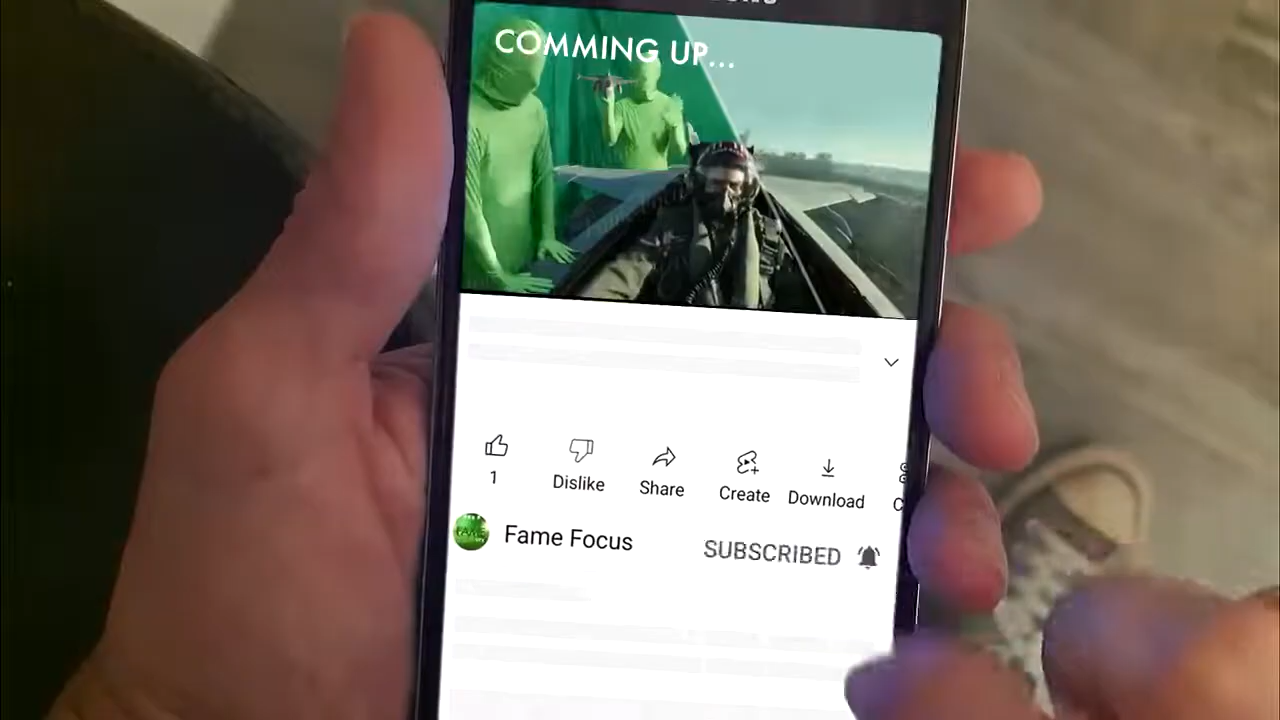 COMMING UP...
1
Dislike
Share
Create
Download
Fame Focus
SUBSCRIBED